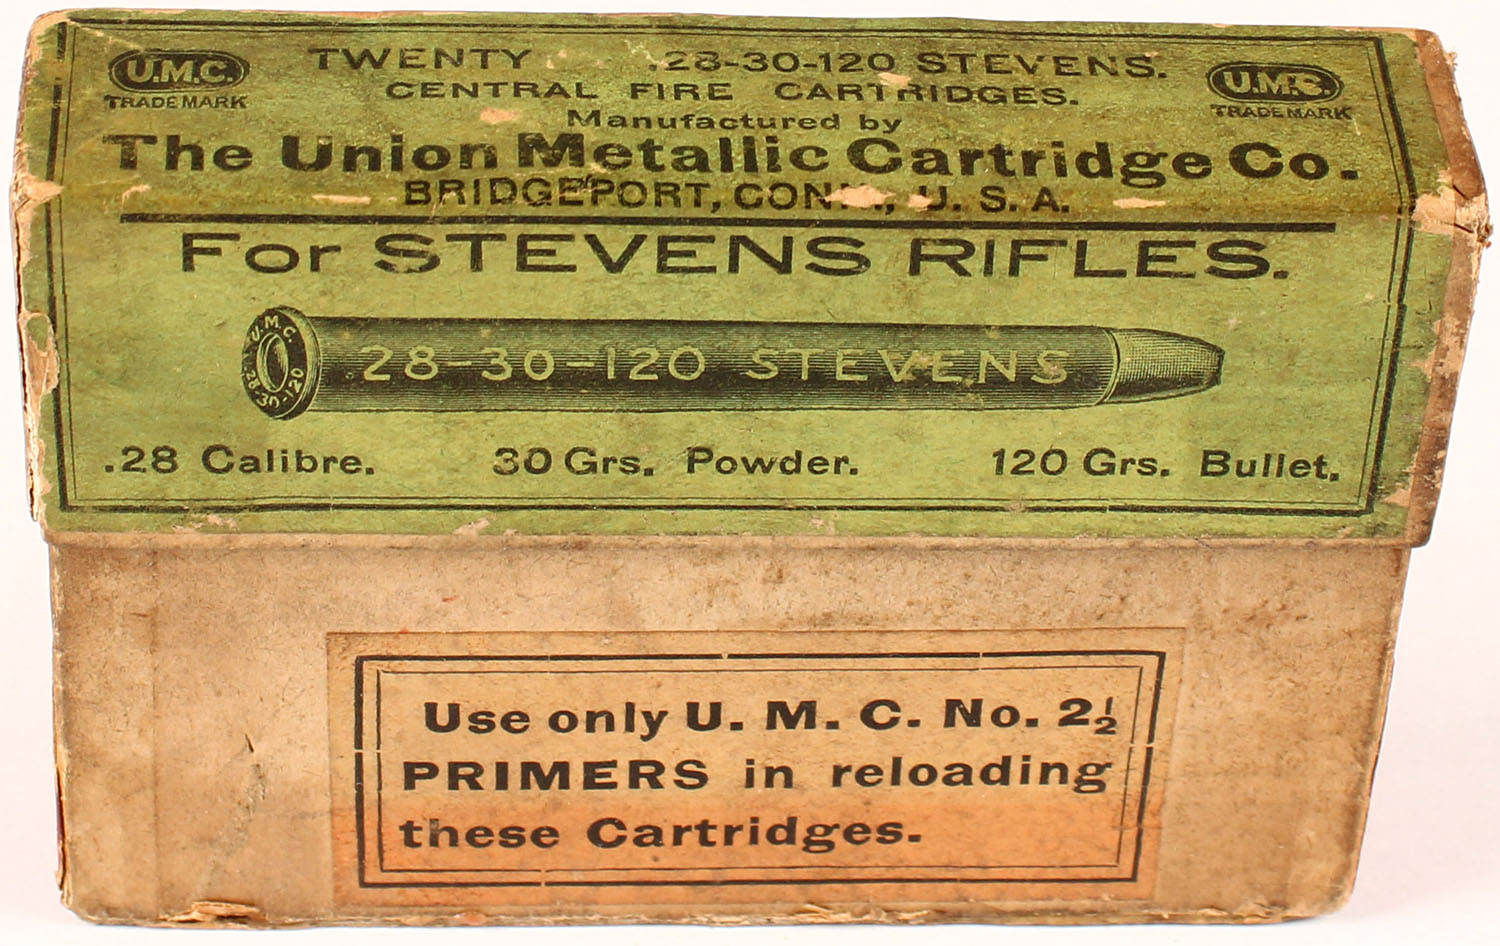 U.M.C.
TRADE MARK
TWENTY .28-30-120 STEVENS.
CENTRAL FIRE CARTRIDGES.
U.M.C.
TRADE MARK
Manufactured by
The Union Metallic Cartridge Co.
BRIDGEPORT, CONN., U. S. A.
For STEVENS RIFLES.
U.M.C.
28-30-120
28-30-120 STEVENS
.28 Calibre. 30 Grs. Powder. 120 Grs. Bullet.
Use only U. M. C. No. 2½
PRIMERS in reloading
these Cartridges.